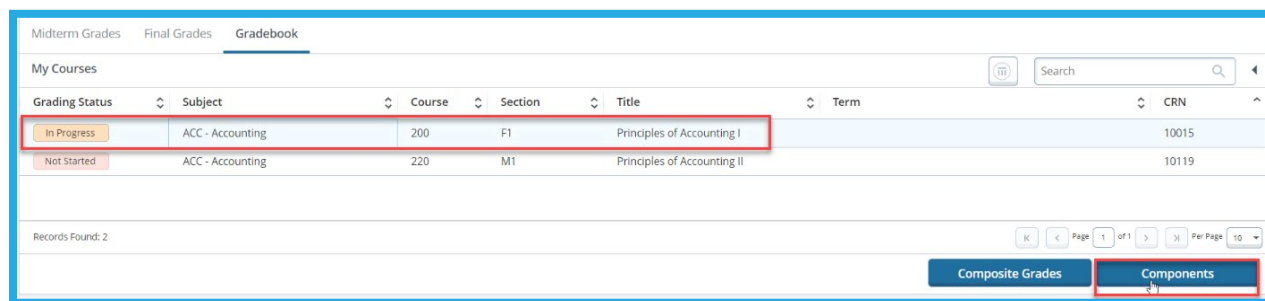 Midterm Grades Final Grades Gradebook
My Courses Search
Grading Status Subject Course Section Title Term CRN
In Progress ACC - Accounting 200 F1 Principles of Accounting I 10015
Not Started ACC - Accounting 220 M1 Principles of Accounting II 10119
Records Found: 2 Page 1 of 1 Per Page 10
Composite Grades Components